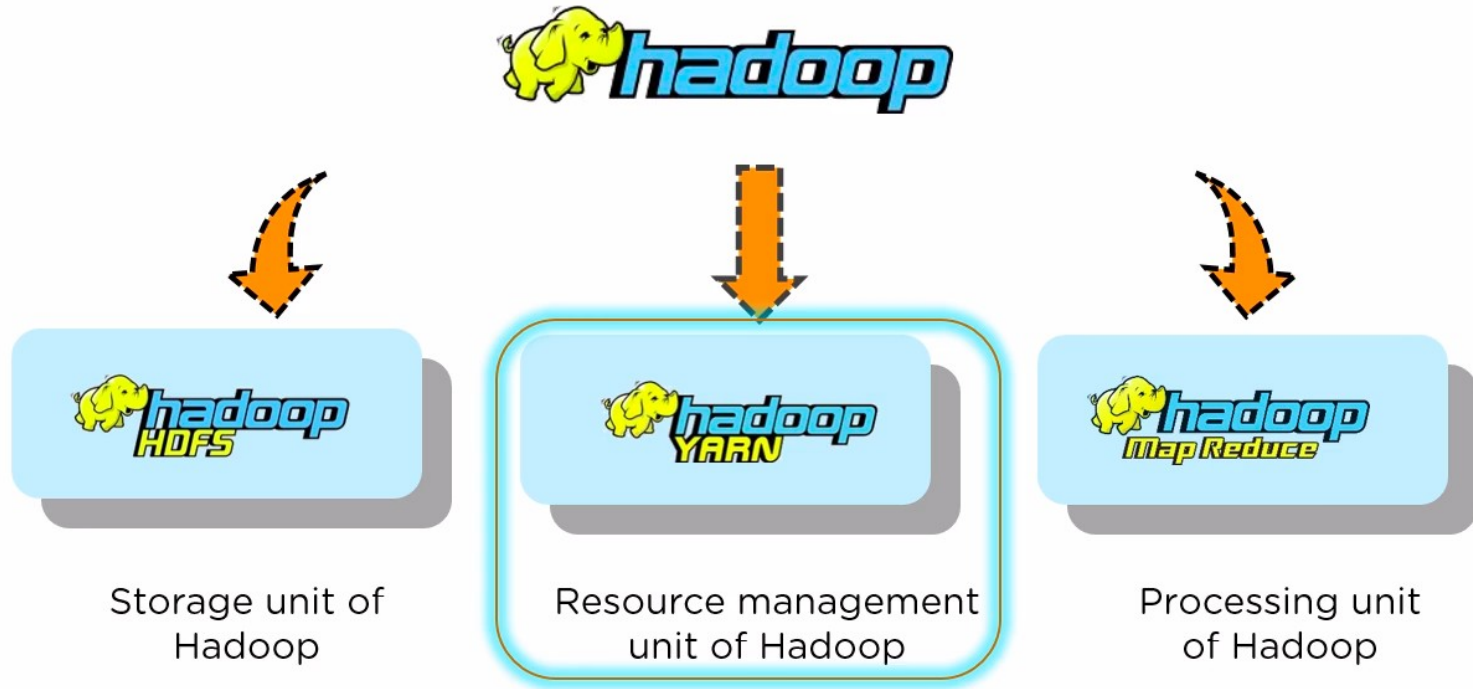 hadoop
hadoop
HDFS
hadoop
YARN
hadoop
Map Reduce
Storage unit of
Hadoop
Resource management
unit of Hadoop
Processing unit
of Hadoop